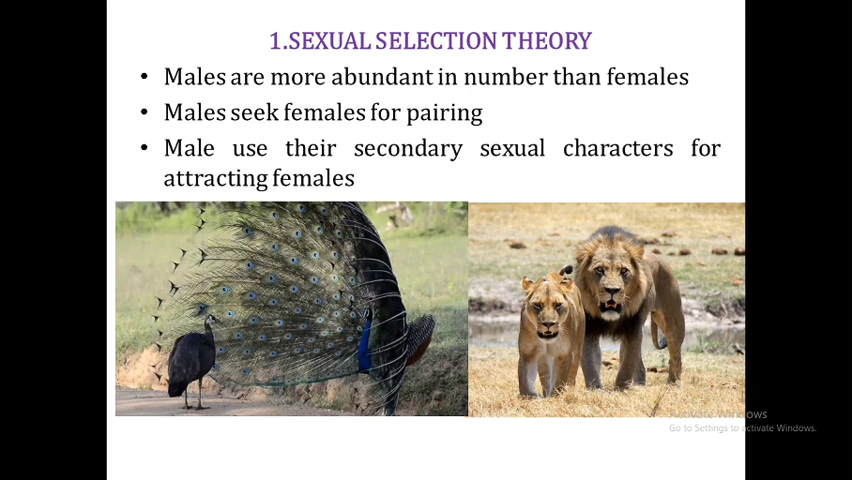 1.SEXUAL SELECTION THEORY
• Males are more abundant in number than females
• Males seek females for pairing
• Male use their secondary sexual characters for
attracting females
Activate Windows
Go to Settings to activate Windows.